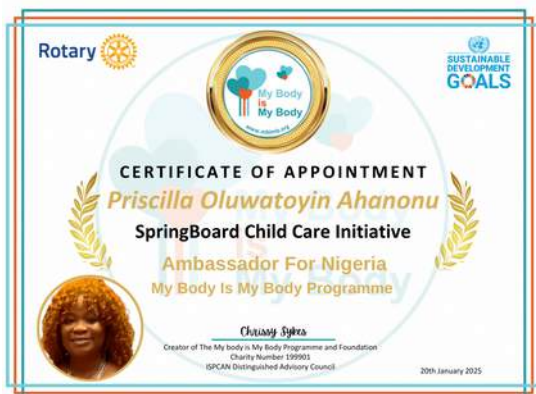 Rotary
SUSTAINABLE
DEVELOPMENT
GOALS
My Body
is
My Body
CERTIFICATE OF APPOINTMENT
Priscilla Oluwatoyin Ahanonu
SpringBoard Child Care Initiative
Ambassador For Nigeria
My Body Is My Body Programme
Chrissy Sykes
Creator of The My body is My Body Programme and Foundation
Charity Number 199901
ISPCAN Distinguished Advisory Council
20th January 2025